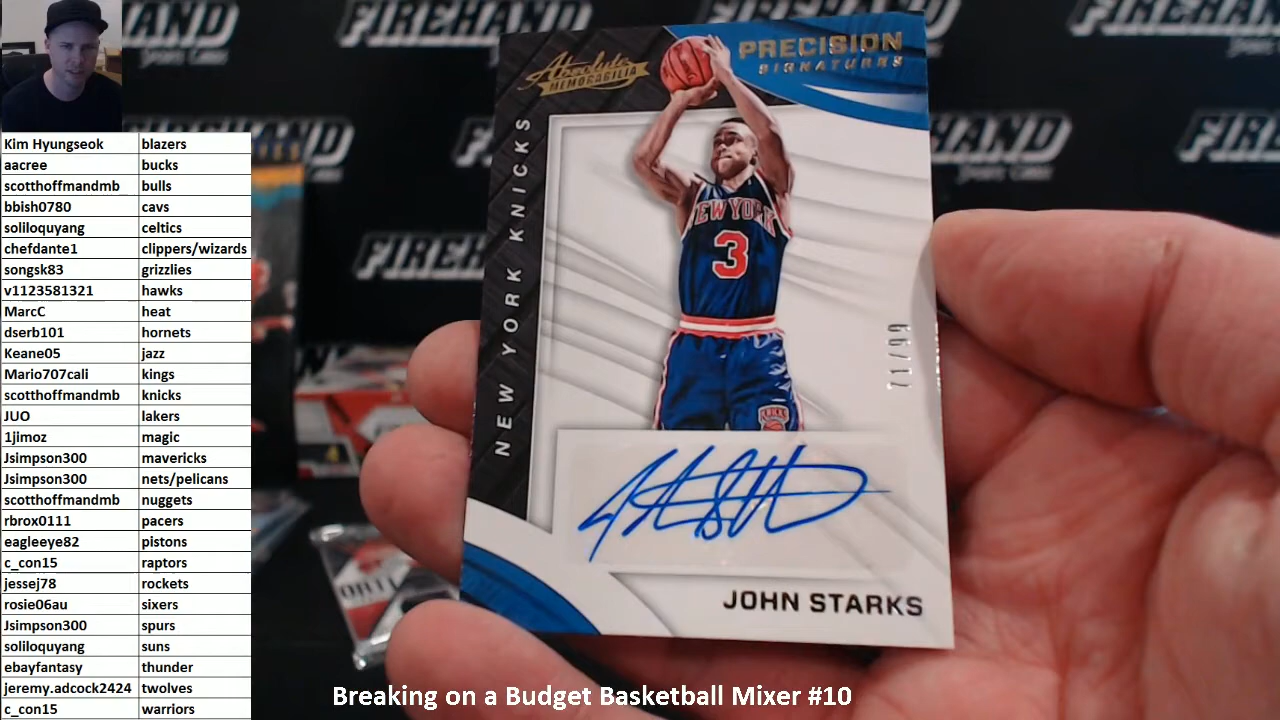 Kim Hyungseok blazers
aacree bucks
scotthoffmandmb bulls
bbish0780 cavs
soliloquyang celtics
chefdante1 clippers/wizards
songsk83 grizzlies
v1123581321 hawks
MarcC heat
dserb101 hornets
Keane05 jazz
Mario707cali kings
scotthoffmandmb knicks
JUO lakers
1jimoz magic
Jsimpson300 mavericks
Jsimpson300 nets/pelicans
scotthoffmandmb nuggets
rbrox0111 pacers
eagleeye82 pistons
c_con15 raptors
jessej78 rockets
rosie06au sixers
Jsimpson300 spurs
soliloquyang suns
ebayfantasy thunder
jeremy.adcock2424 twolves
c_con15 warriors
FIREHAND
FIREHAND
FIREHAND
Absolute
MEMORABILIA
PRECISION
SIGNATURES
NEW YORK KNICKS
NEW YORK
3
KNICKS
71/99
JOHN STARKS
Breaking on a Budget Basketball Mixer #10